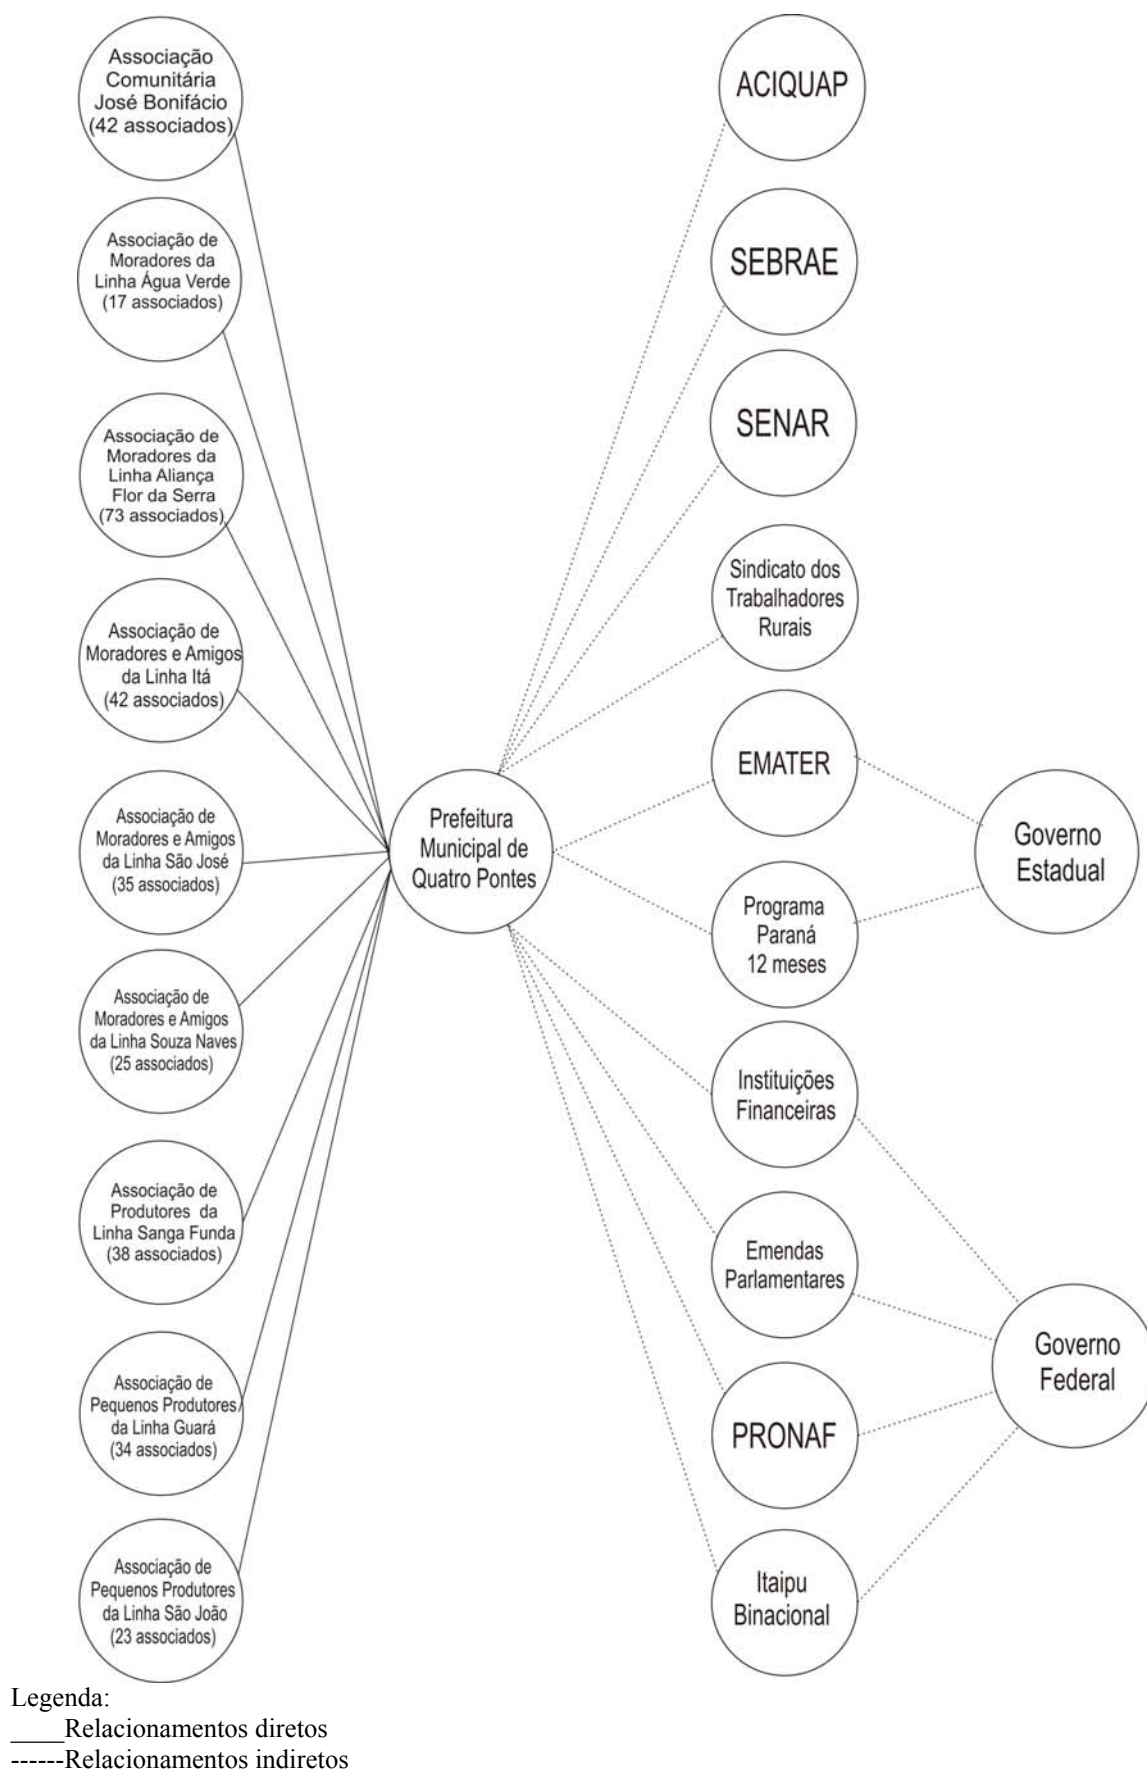 Associação
Comunitária
José Bonifácio
(42 associados)
Associação de
Moradores da
Linha Água Verde
(17 associados)
Associação de
Moradores da
Linha Aliança
Flor da Serra
(73 associados)
Associação de
Moradores e Amigos
da Linha Itá
(42 associados)
Associação de
Moradores e Amigos
da Linha São José
(35 associados)
Associação de
Moradores e Amigos
da Linha Souza Naves
(25 associados)
Associação de
Produtores da
Linha Sanga Funda
(38 associados)
Associação de
Pequenos Produtores
da Linha Guará
(34 associados)
Associação de
Pequenos Produtores
da Linha São João
(23 associados)
Prefeitura
Municipal de
Quatro Pontes
ACIQUAP
SEBRAE
SENAR
Sindicato dos
Trabalhadores
Rurais
EMATER
Programa
Paraná
12 meses
Instituições
Financeiras
Emendas
Parlamentares
PRONAF
Itaipu
Binacional
Governo
Estadual
Governo
Federal
Legenda:
____Relacionamentos diretos
------Relacionamentos indiretos